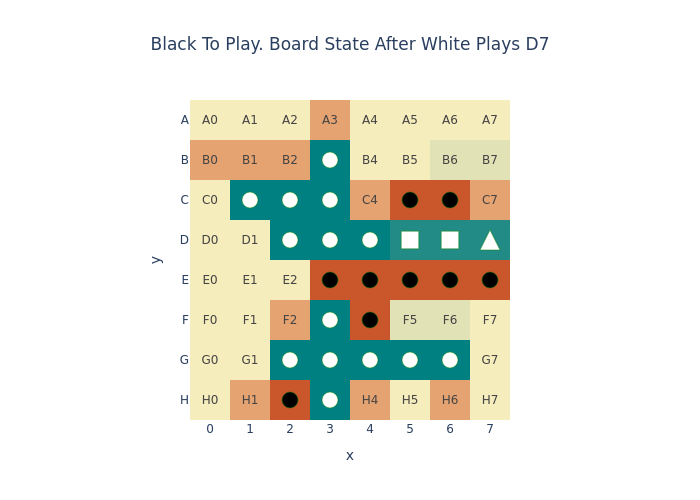 Black To Play. Board State After White Plays D7
A A0 A1 A2 A3 A4 A5 A6 A7
B B0 B1 B2 B4 B5 B6 B7
C C0 C4 C7
D D0 D1
E E0 E1 E2
F F0 F1 F2 F5 F6 F7
G G0 G1 G7
H H0 H1 H4 H5 H6 H7
0 1 2 3 4 5 6 7
x
y